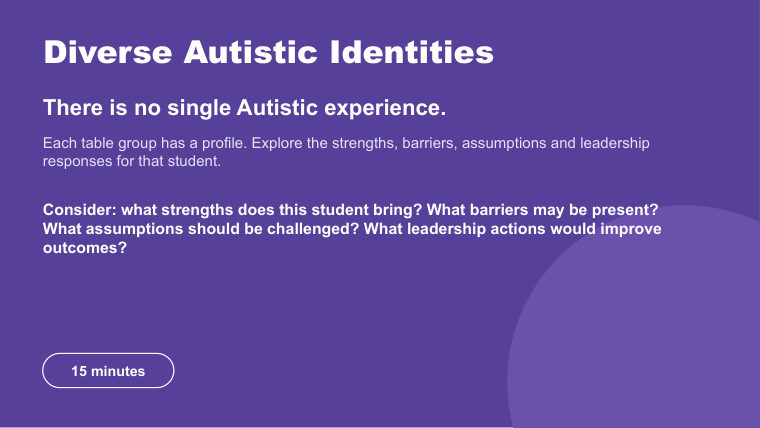 Diverse Autistic Identities
There is no single Autistic experience.
Each table group has a profile. Explore the strengths, barriers, assumptions and leadership
responses for that student.
Consider: what strengths does this student bring? What barriers may be present?
What assumptions should be challenged? What leadership actions would improve
outcomes?
15 minutes